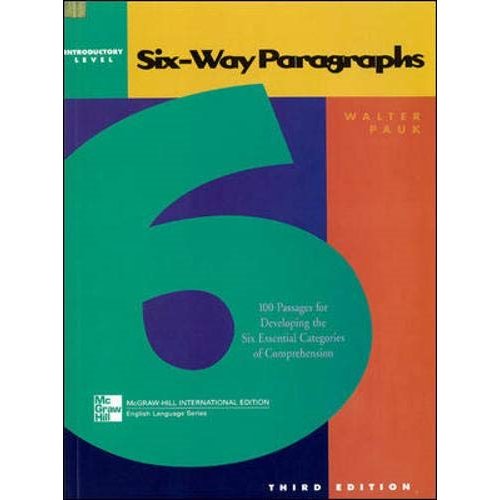 INTRODUCTORY
LEVEL
Six-Way Paragraphs
WALTER
PAUK
6
100 Passages for
Developing the
Six Essential Categories
of Comprehension
Mc
Graw
Hill
McGRAW-HILL INTERNATIONAL EDITION
English Language Series
THIRD EDITION